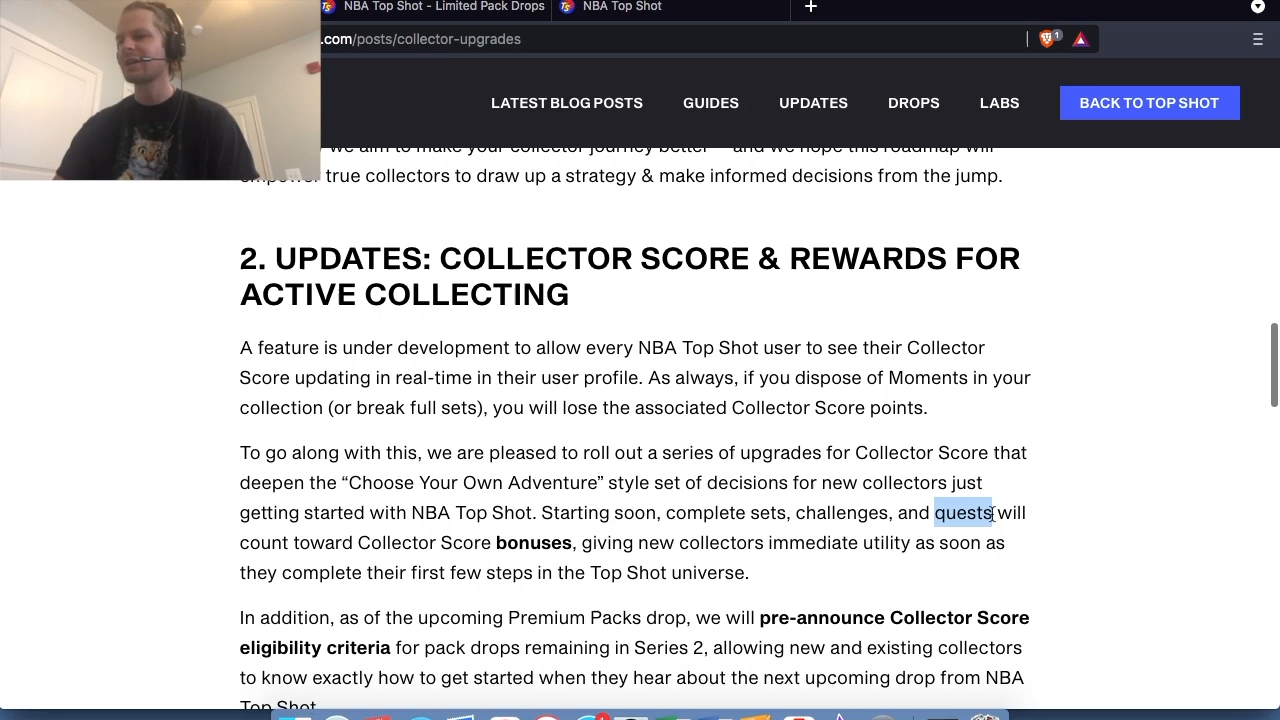 NBA Top Shot - Limited Pack Drops
NBA Top Shot
.com/posts/collector-upgrades
1
LATEST BLOG POSTS
GUIDES
UPDATES
DROPS
LABS
BACK TO TOP SHOT
we aim to make your collector journey better — and we hope this roadmap will
empower true collectors to draw up a strategy & make informed decisions from the jump.
2. UPDATES: COLLECTOR SCORE & REWARDS FOR
ACTIVE COLLECTING
A feature is under development to allow every NBA Top Shot user to see their Collector
Score updating in real-time in their user profile. As always, if you dispose of Moments in your
collection (or break full sets), you will lose the associated Collector Score points.
To go along with this, we are pleased to roll out a series of upgrades for Collector Score that
deepen the “Choose Your Own Adventure” style set of decisions for new collectors just
getting started with NBA Top Shot. Starting soon, complete sets, challenges, and quests will
count toward Collector Score bonuses, giving new collectors immediate utility as soon as
they complete their first few steps in the Top Shot universe.
In addition, as of the upcoming Premium Packs drop, we will pre-announce Collector Score
eligibility criteria for pack drops remaining in Series 2, allowing new and existing collectors
to know exactly how to get started when they hear about the next upcoming drop from NBA
Top Shot.